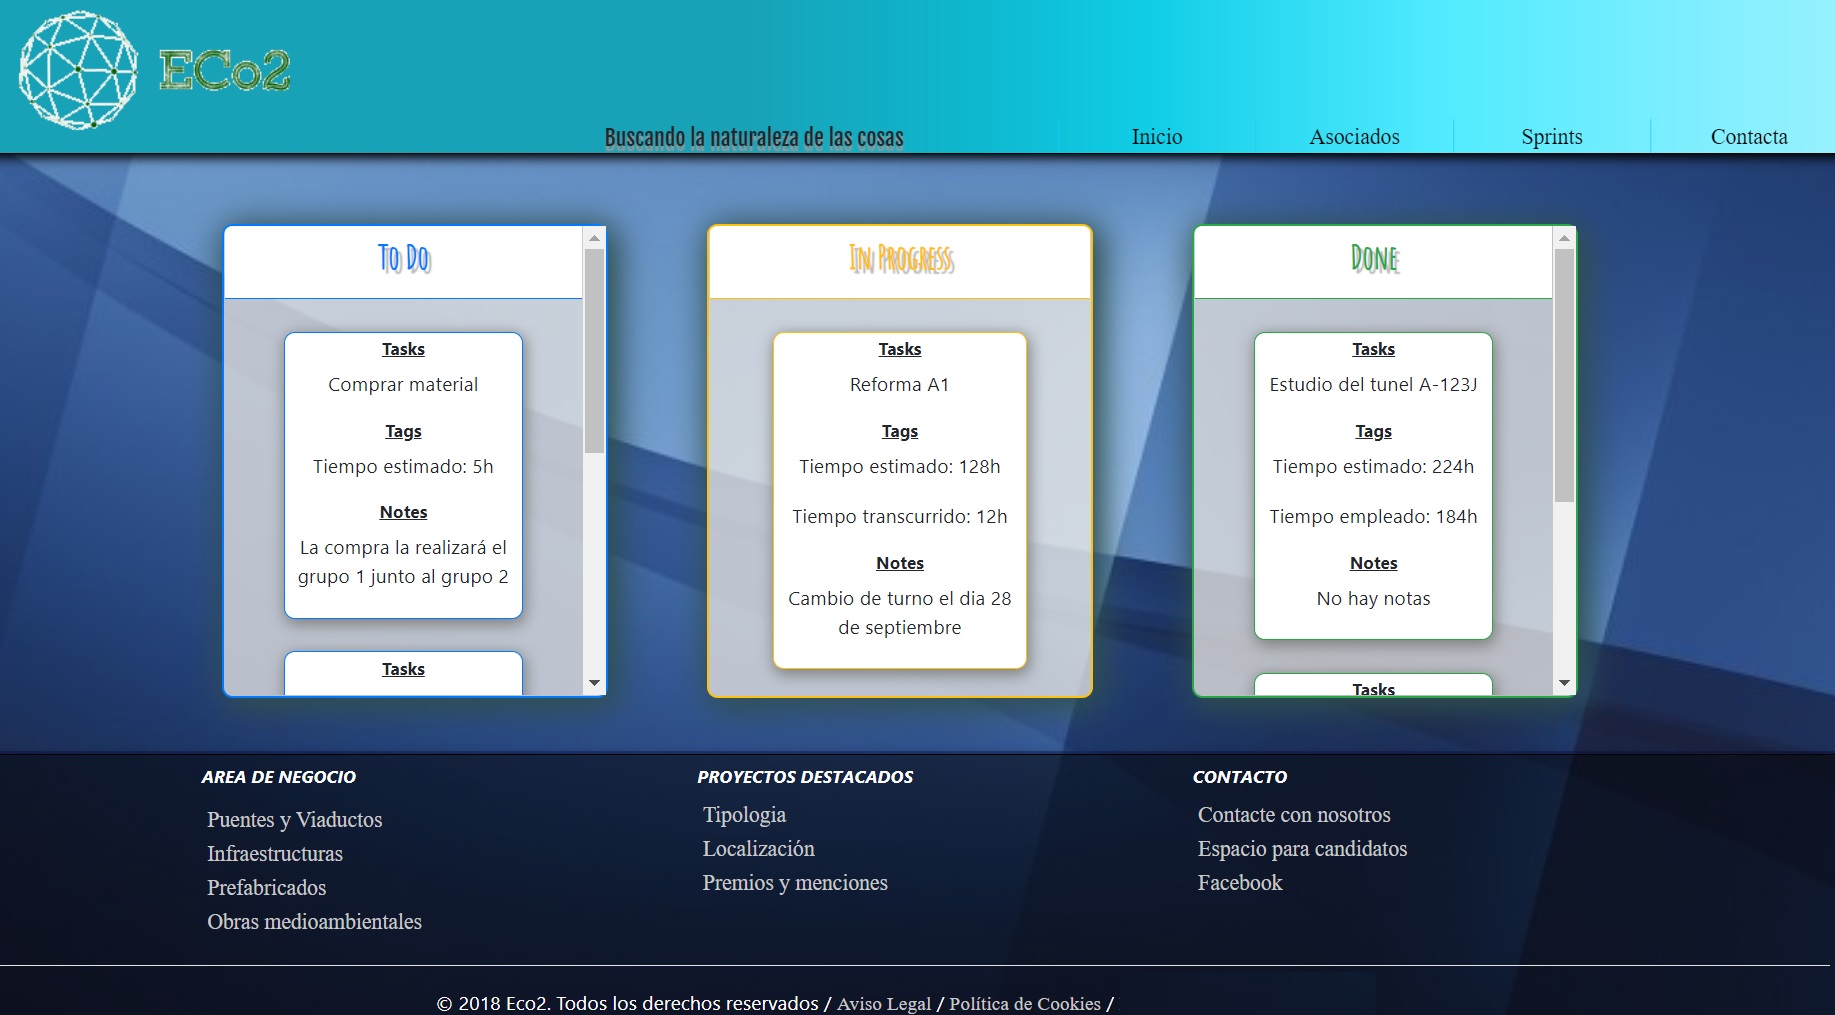 ECo2
Buscando la naturaleza de las cosas
Inicio
Asociados
Sprints
Contacta
To Do
Tasks
Comprar material
Tags
Tiempo estimado: 5h
Notes
La compra la realizará el
grupo 1 junto al grupo 2
Tasks
In Progress
Tasks
Reforma A1
Tags
Tiempo estimado: 128h
Tiempo transcurrido: 12h
Notes
Cambio de turno el dia 28
de septiembre
Done
Tasks
Estudio del tunel A-123J
Tags
Tiempo estimado: 224h
Tiempo empleado: 184h
Notes
No hay notas
Tasks
AREA DE NEGOCIO
Puentes y Viaductos
Infraestructuras
Prefabricados
Obras medioambientales
PROYECTOS DESTACADOS
Tipologia
Localización
Premios y menciones
CONTACTO
Contacte con nosotros
Espacio para candidatos
Facebook
© 2018 Eco2. Todos los derechos reservados / Aviso Legal / Política de Cookies /